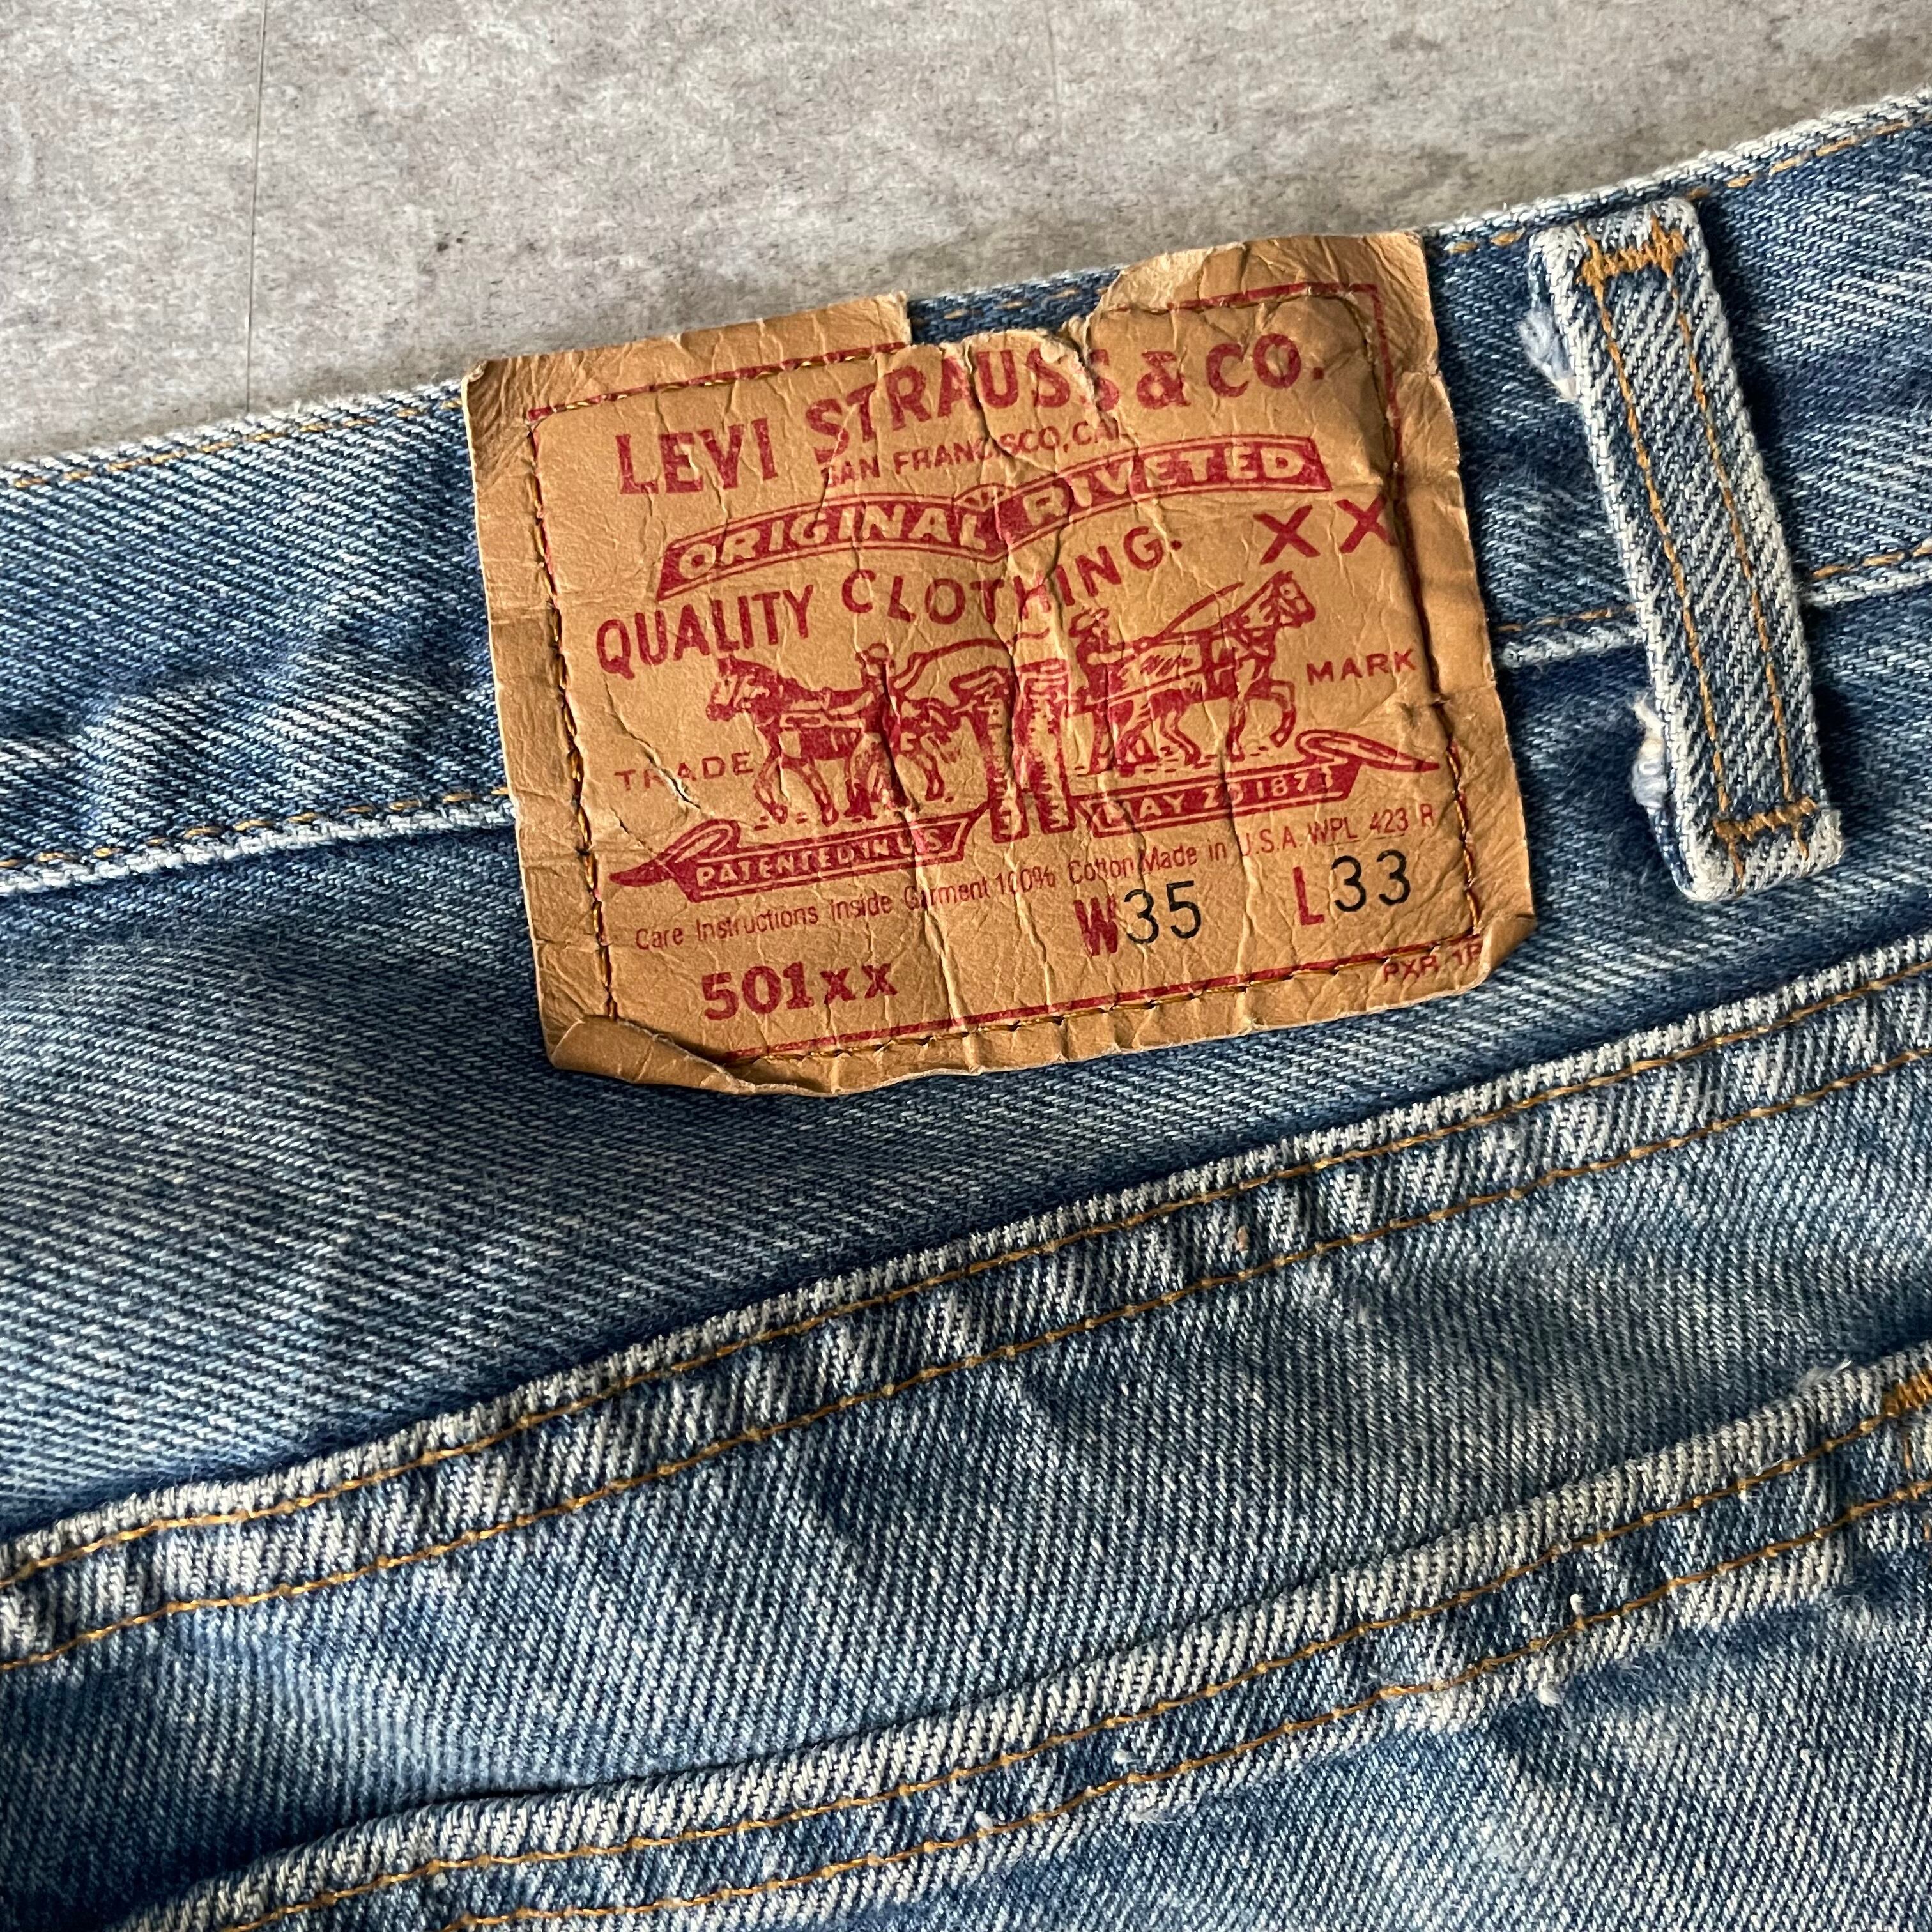 LEVI STRAUSS & CO.
SAN FRANCISCO, CAL
ORIGINAL RIVETED
QUALITY CLOTHING. XX
TRADE MARK
PATENTED IN U.S. MAY 20 1873
Care Instructions Inside Garment 100% Cotton Made in U.S.A. WPL 423 R
W35 L33
501xx